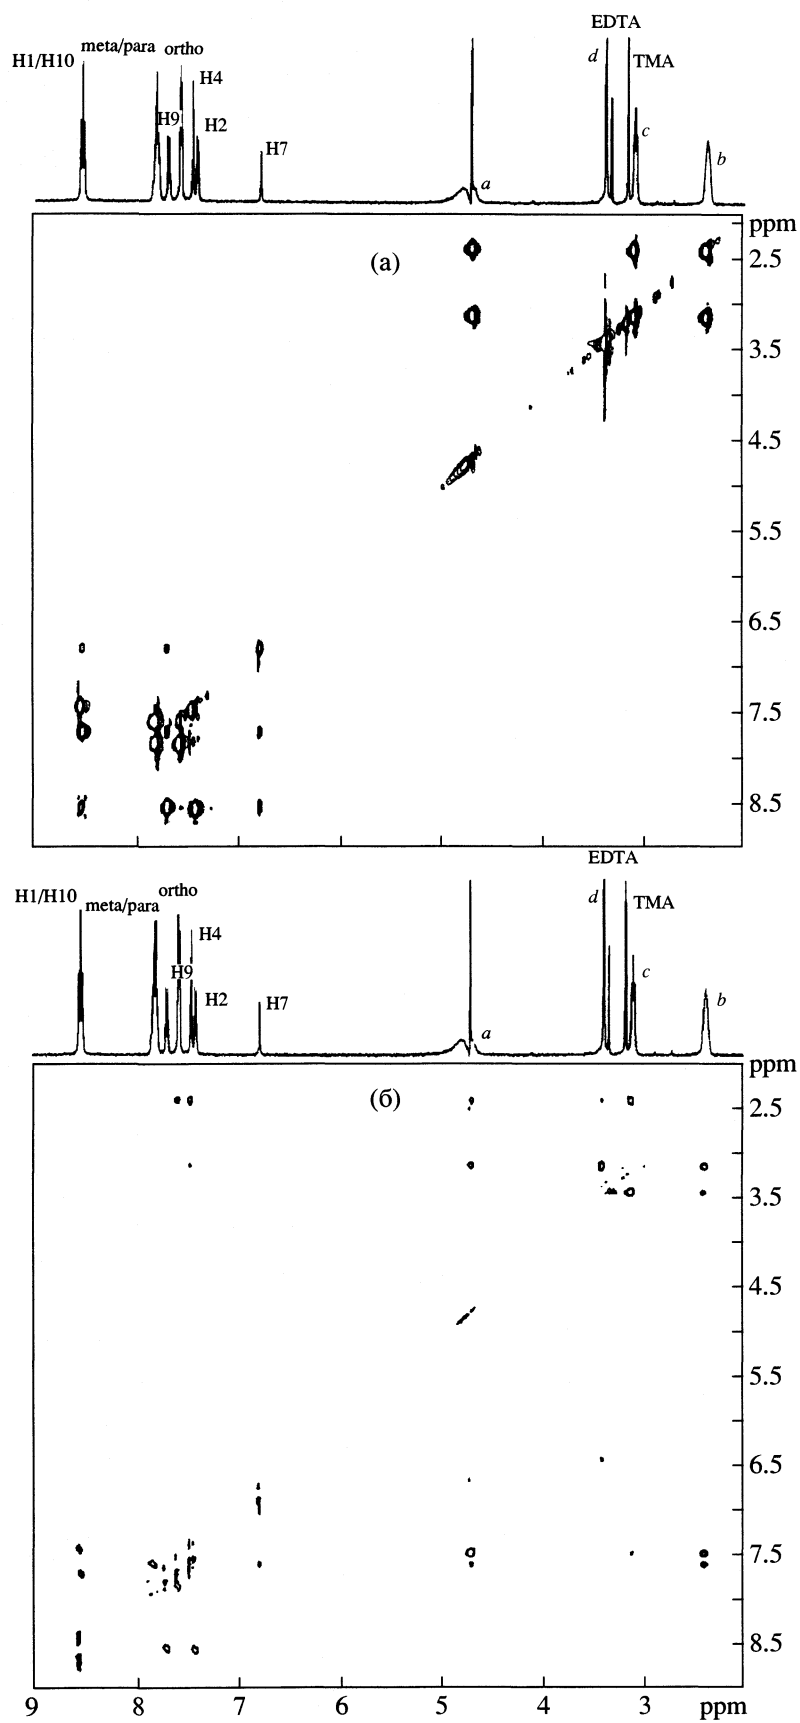 EDTA
meta/para ortho d
H1/H10 TMA
H4
H9 H2 c
H7 b
a
ppm
(а)
2.5
3.5
4.5
5.5
6.5
7.5
8.5
EDTA
H1/H10 ortho d
meta/para TMA
H4
H9 c
H2 H7 b
a
ppm
(б)
2.5
3.5
4.5
5.5
6.5
7.5
8.5
9 8 7 6 5 4 3 ppm